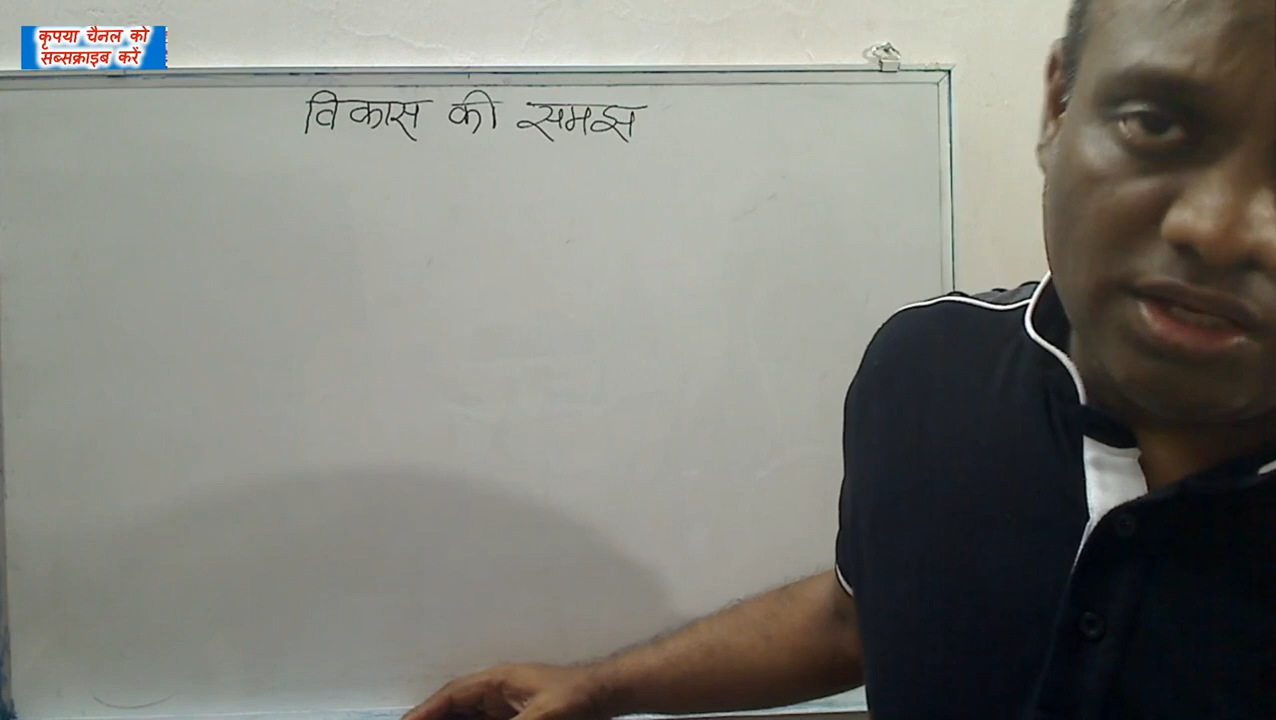 कृपया चैनल को
सब्सक्राइब करें
विकास की समझ